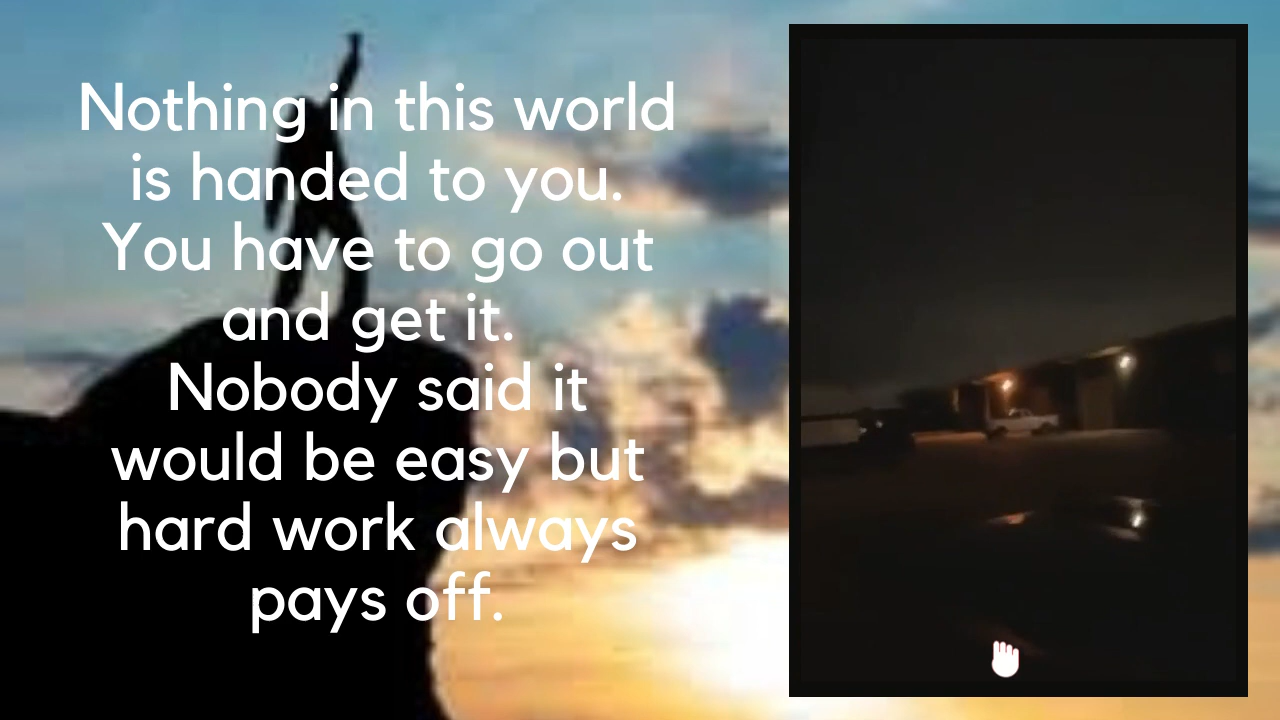 Nothing in this world
is handed to you.
You have to go out
and get it.
Nobody said it
would be easy but
hard work always
pays off.